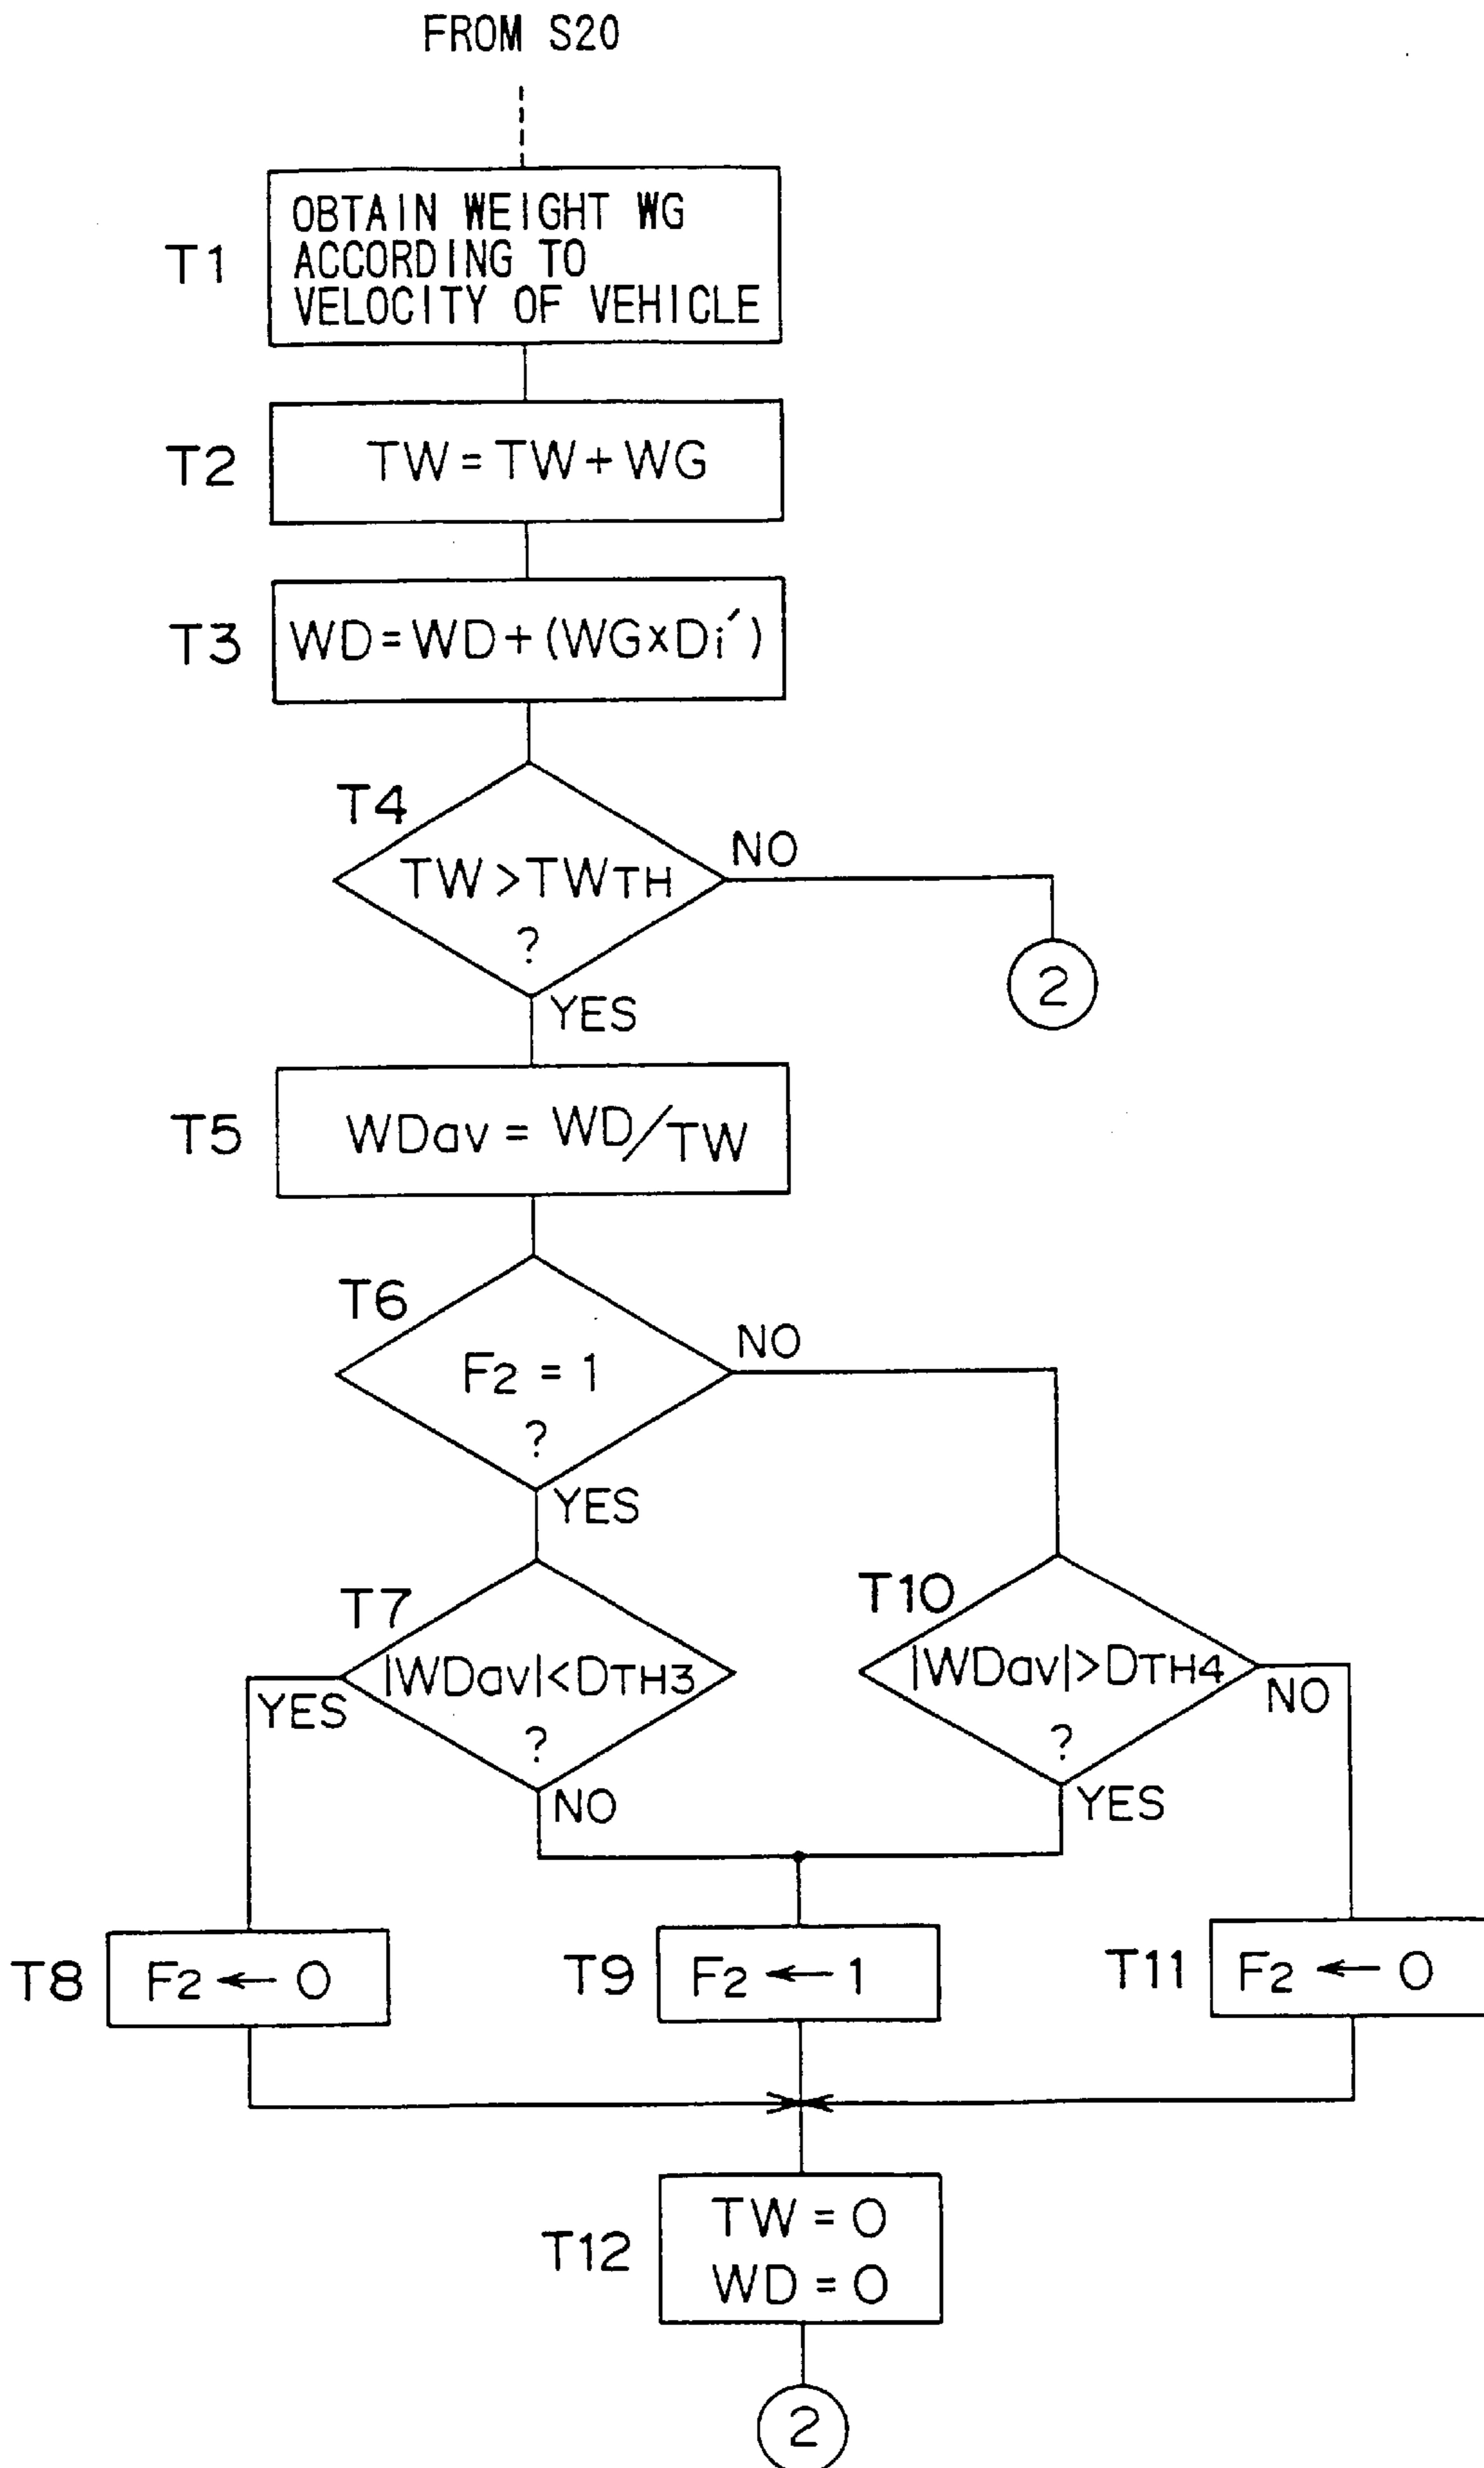 FROM S20
T1
OBTAIN WEIGHT WG
ACCORDING TO
VELOCITY OF VEHICLE
T2
TW = TW + WG
T3
WD = WD + (WG×Di′)
T4
TW > TWTH
?
NO
2
YES
T5
WDav = WD/TW
T6
F2 = 1
?
NO
YES
T7
|WDav|<DTH3
?
YES
NO
T10
|WDav|>DTH4
?
NO
YES
T8
F2 ← 0
T9
F2 ← 1
T11
F2 ← 0
T12
TW = 0
WD = 0
2